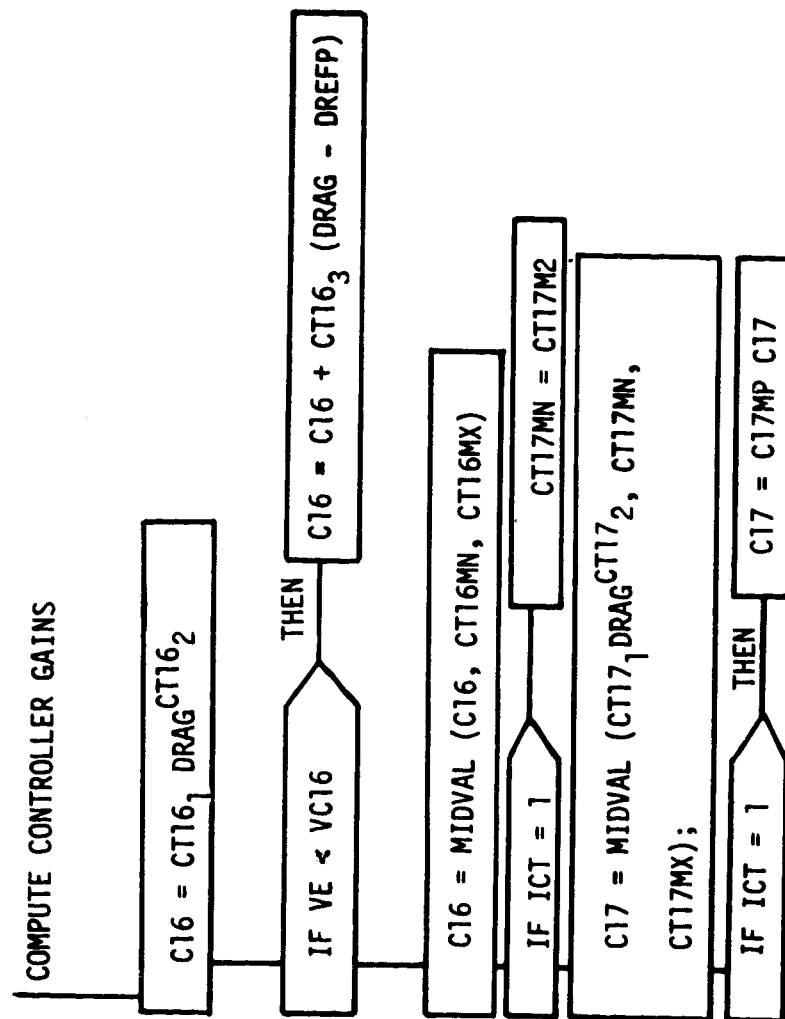 COMPUTE CONTROLLER GAINS
C16 = CT16₁ DRAG^CT16₂
IF VE < VC16
THEN
C16 = C16 + CT16₃ (DRAG - DREFP)
C16 = MIDVAL (C16, CT16MN, CT16MX)
IF ICT = 1
CT17MN = CT17M2
C17 = MIDVAL (CT17₁ DRAG^CT17₂, CT17MN,
CT17MX);
IF ICT = 1
THEN
C17 = C17MP C17